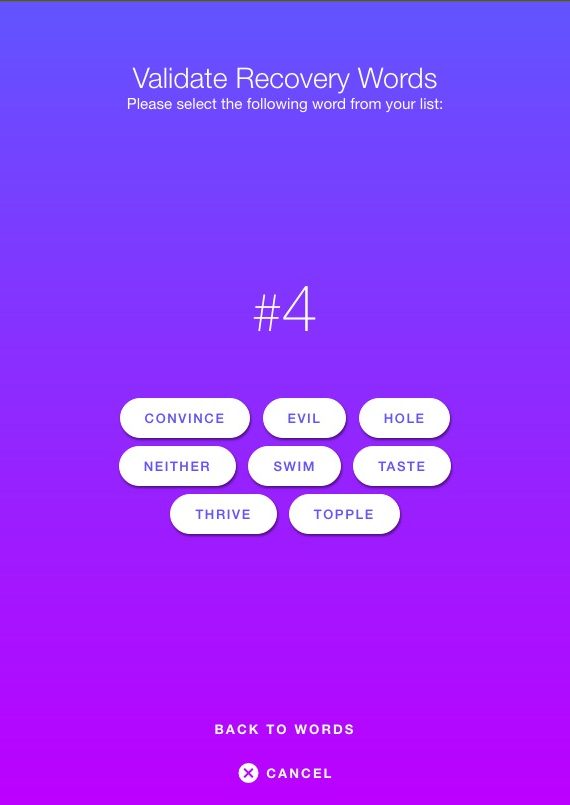 Validate Recovery Words
Please select the following word from your list:
#4
CONVINCE EVIL HOLE
NEITHER SWIM TASTE
THRIVE TOPPLE
BACK TO WORDS
CANCEL